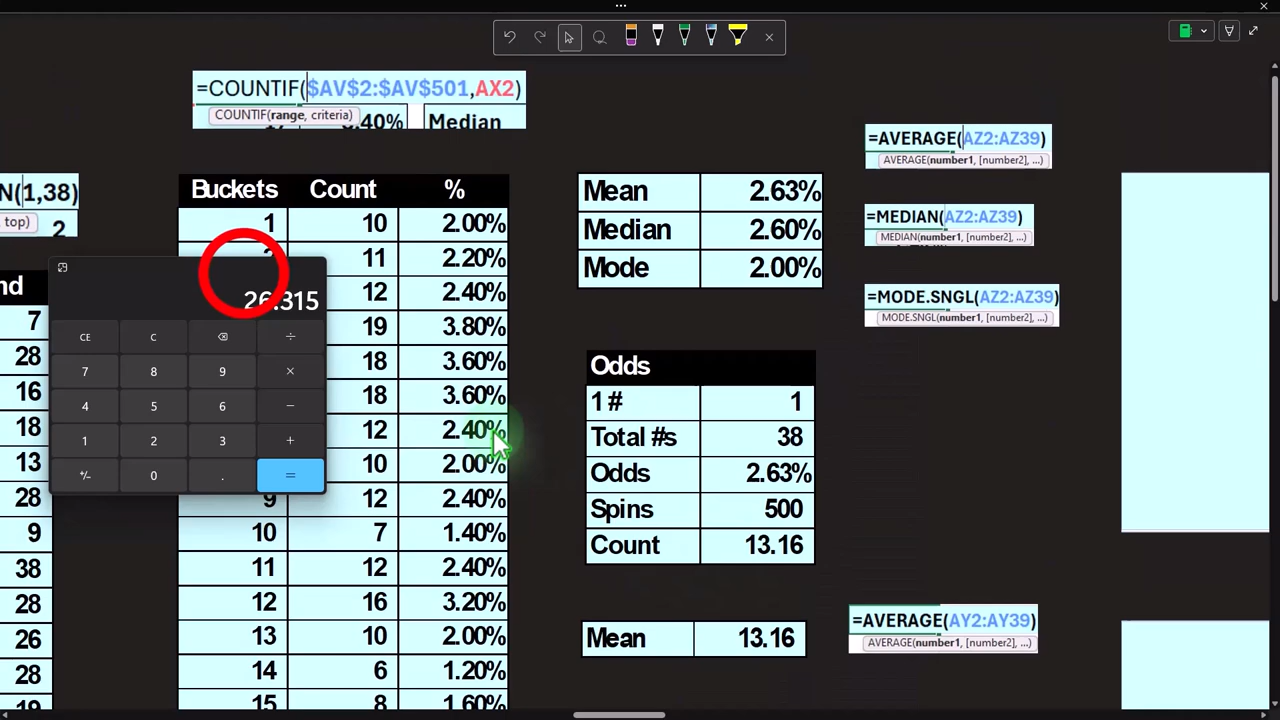 =COUNTIF($AV$2:$AV$501,AX2)
COUNTIF(range, criteria)
3.40% Median
N(1,38)
top)
2
nd
7
28
16
18
13
28
9
38
28
26
28
26.315
CE C ÷
7 8 9 ×
4 5 6 −
1 2 3 +
+/- 0 . =
Buckets Count %
1 10 2.00%
11 2.20%
12 2.40%
19 3.80%
18 3.60%
18 3.60%
12 2.40%
10 2.00%
9 12 2.40%
10 7 1.40%
11 12 2.40%
12 16 3.20%
13 10 2.00%
14 6 1.20%
15 8 1.60%
Mean 2.63%
Median 2.60%
Mode 2.00%
Odds
1 # 1
Total #s 38
Odds 2.63%
Spins 500
Count 13.16
Mean 13.16
=AVERAGE(AZ2:AZ39)
AVERAGE(number1, [number2], ...)
=MEDIAN(AZ2:AZ39)
MEDIAN(number1, [number2], ...)
=MODE.SNGL(AZ2:AZ39)
MODE.SNGL(number1, [number2], ...)
=AVERAGE(AY2:AY39)
AVERAGE(number1, [number2], ...)